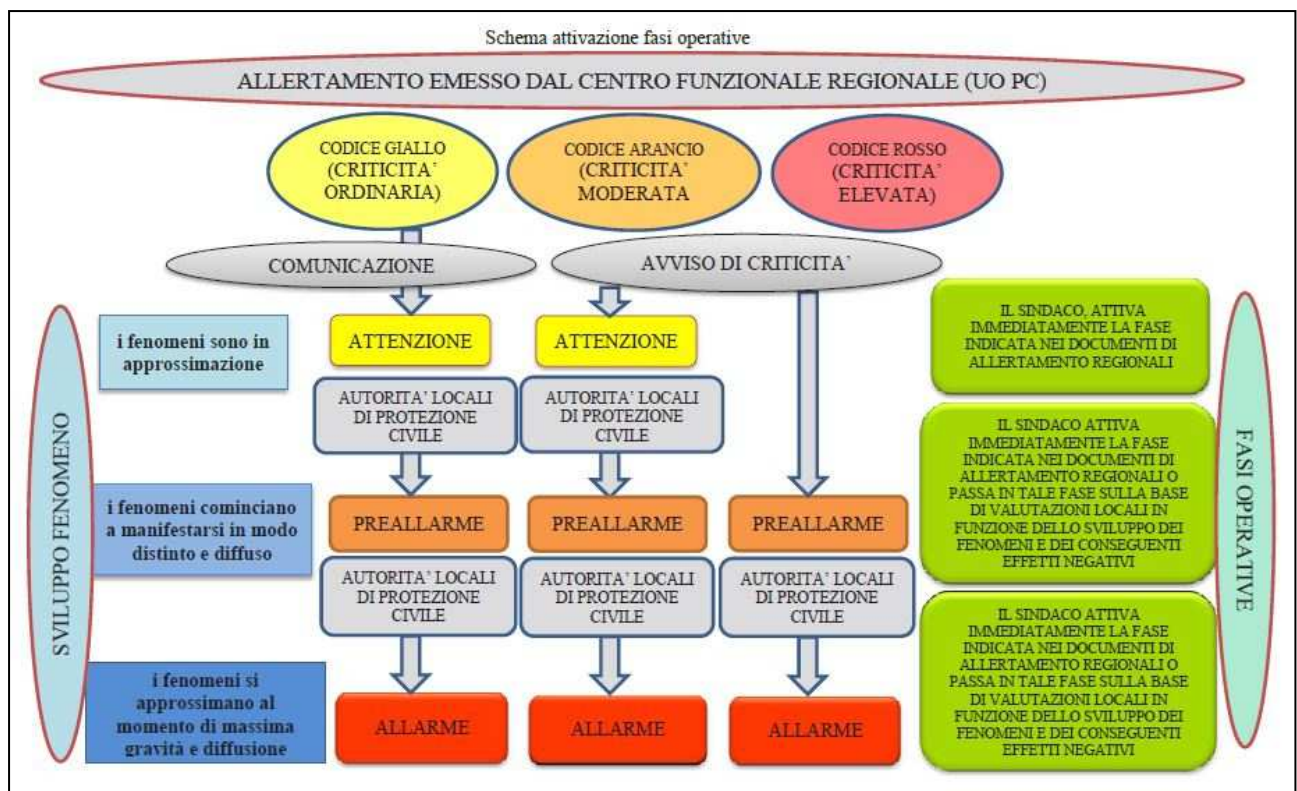 Schema attivazione fasi operative
ALLERTAMENTO EMESSO DAL CENTRO FUNZIONALE REGIONALE (UO PC)
CODICE GIALLO
(CRITICITA`
ORDINARIA)
CODICE ARANCIO
(CRITICITA`
MODERATA
CODICE ROSSO
(CRITICITA`
ELEVATA)
COMUNICAZIONE
AVVISO DI CRITICITA`
SVILUPPO FENOMENO
i fenomeni sono in
approssimazione
ATTENZIONE
ATTENZIONE
IL SINDACO, ATTIVA
IMMEDIATAMENTE LA FASE
INDICATA NEI DOCUMENTI DI
ALLERTAMENTO REGIONALI
AUTORITA` LOCALI
DI PROTEZIONE
CIVILE
AUTORITA` LOCALI
DI PROTEZIONE
CIVILE
i fenomeni cominciano
a manifestarsi in modo
distinto e diffuso
PREALLARME
PREALLARME
PREALLARME
IL SINDACO ATTIVA
IMMEDIATAMENTE LA FASE
INDICATA NEI DOCUMENTI DI
ALLERTAMENTO REGIONALI O
PASSA IN TALE FASE SULLA BASE
DI VALUTAZIONI LOCALI IN
FUNZIONE DELLO SVILUPPO DEI
FENOMENI E DEI CONSEGUENTI
EFFETTI NEGATIVI
AUTORITA` LOCALI
DI PROTEZIONE
CIVILE
AUTORITA` LOCALI
DI PROTEZIONE
CIVILE
AUTORITA` LOCALI
DI PROTEZIONE
CIVILE
i fenomeni si
approssimano al
momento di massima
gravità e diffusione
ALLARME
ALLARME
ALLARME
IL SINDACO ATTIVA
IMMEDIATAMENTE LA FASE
INDICATA NEI DOCUMENTI DI
ALLERTAMENTO REGIONALI O
PASSA IN TALE FASE SULLA BASE
DI VALUTAZIONI LOCALI IN
FUNZIONE DELLO SVILUPPO DEI
FENOMENI E DEI CONSEGUENTI
EFFETTI NEGATIVI
FASI OPERATIVE